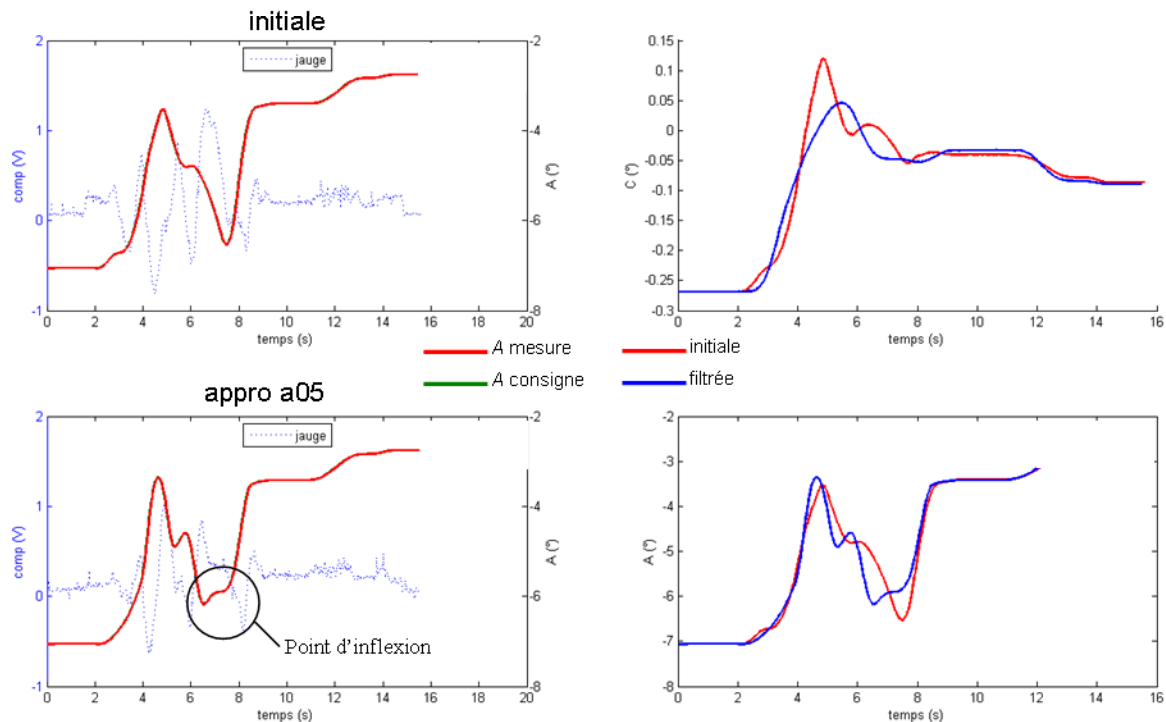 initiale
2
1
0
-1
comp (V)
jauge
-2
-4
-6
-8
A (°)
0 2 4 6 8 10 12 14 16 18 20
temps (s)
0.15
0.1
0.05
0
-0.05
-0.1
-0.15
-0.2
-0.25
-0.3
C (°)
0 2 4 6 8 10 12 14 16
temps (s)
A mesure
A consigne
initiale
filtrée
appro a05
2
1
0
-1
comp (V)
jauge
-2
-4
-6
-8
A (°)
Point d'inflexion
0 2 4 6 8 10 12 14 16 18 20
temps (s)
-2
-3
-4
-5
-6
-7
-8
A (°)
0 2 4 6 8 10 12 14 16
temps (s)